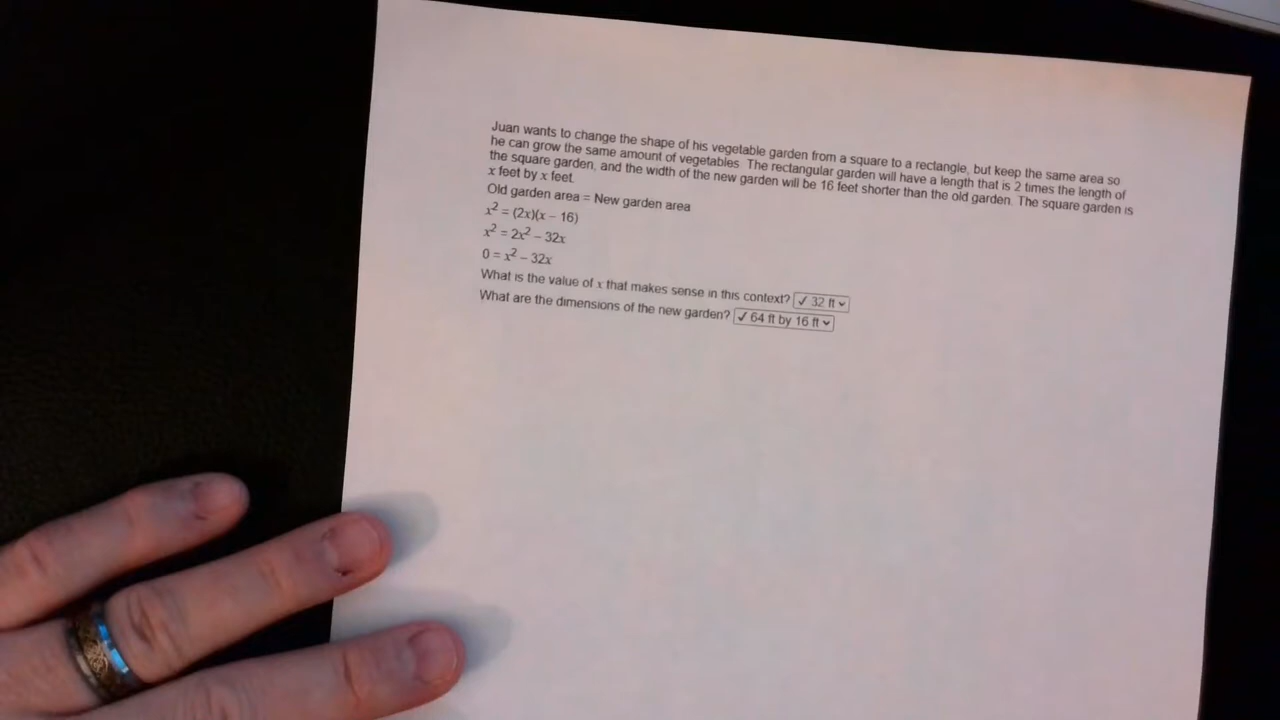 Juan wants to change the shape of his vegetable garden from a square to a rectangle, but keep the same area so
he can grow the same amount of vegetables. The rectangular garden will have a length that is 2 times the length of
the square garden, and the width of the new garden will be 16 feet shorter than the old garden. The square garden is
x feet by x feet.
Old garden area = New garden area
x² = (2x)(x − 16)
x² = 2x² − 32x
0 = x² − 32x
What is the value of x that makes sense in this context? ✓ 32 ft
What are the dimensions of the new garden? ✓ 64 ft by 16 ft